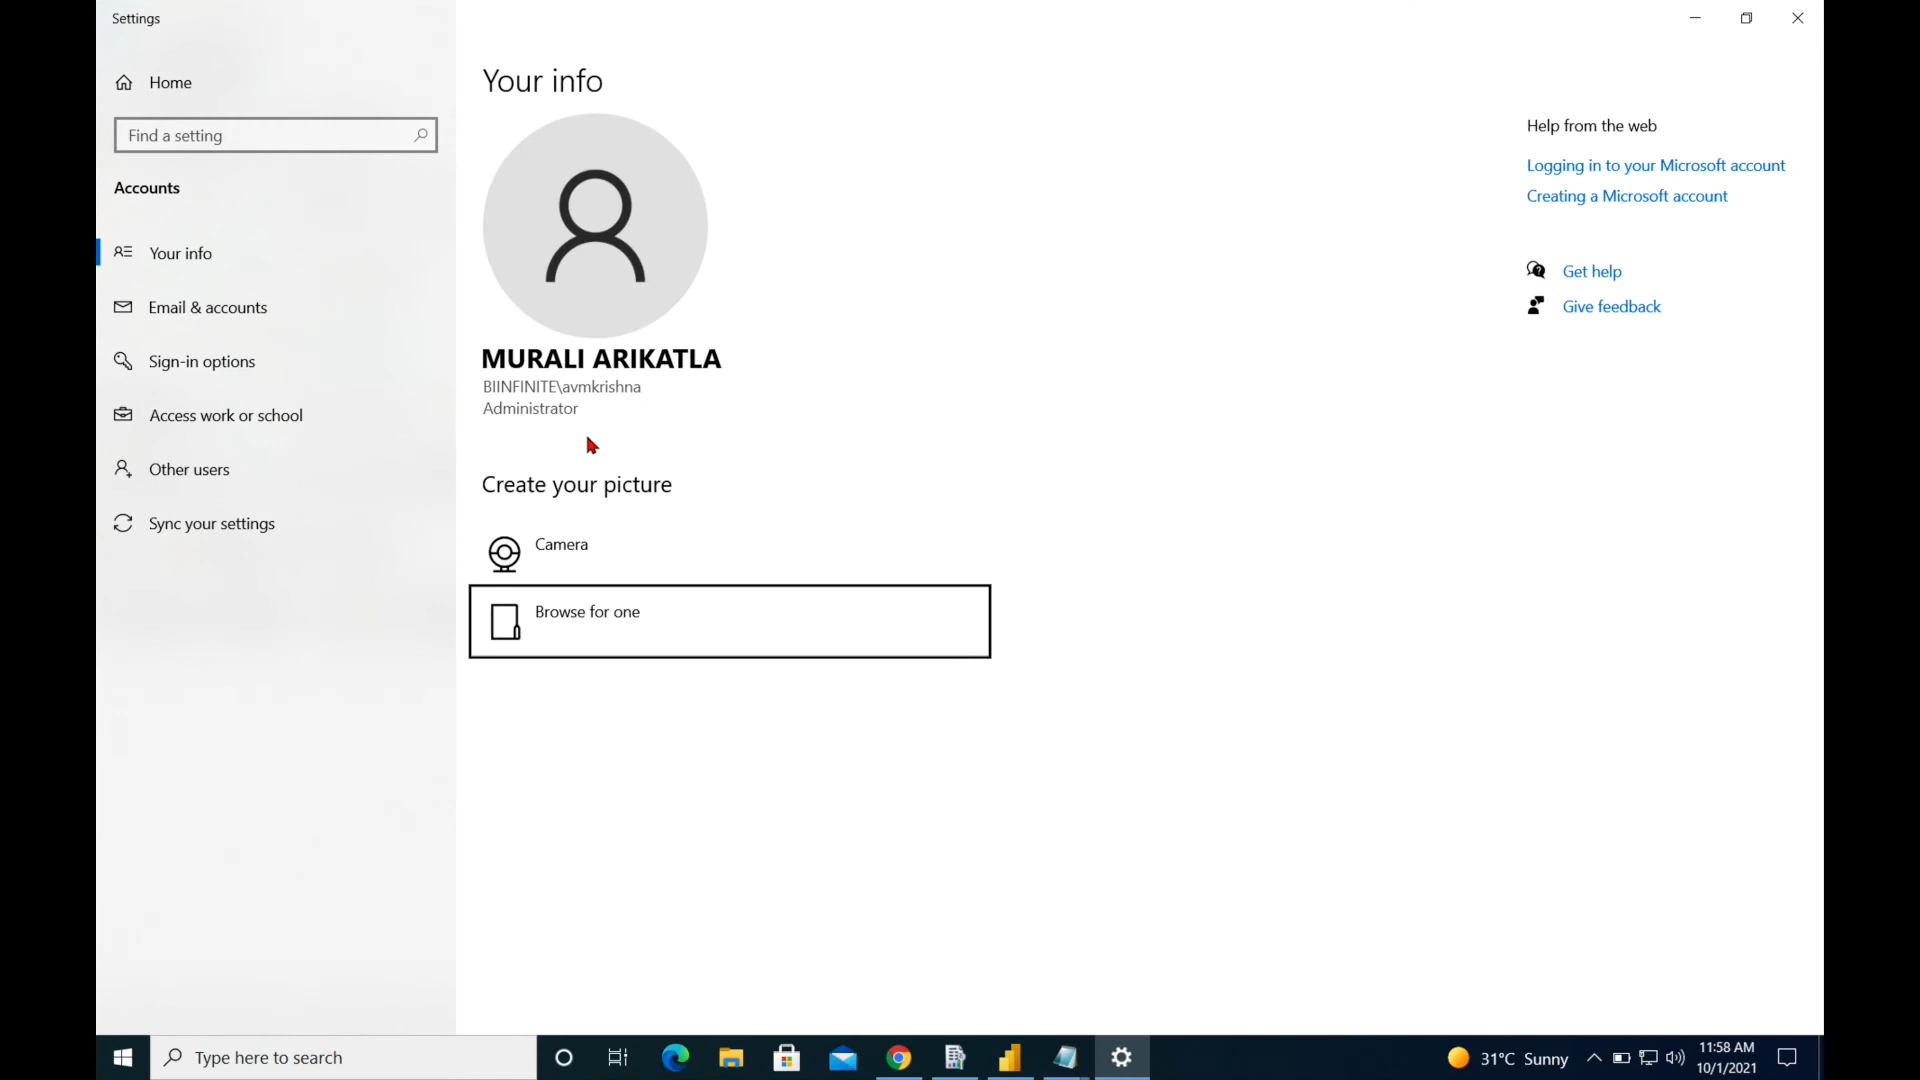 Settings
Home
Find a setting
Accounts
Your info
Email & accounts
Sign-in options
Access work or school
Other users
Sync your settings
Your info
MURALI ARIKATLA
BIINFINITE\avmkrishna
Administrator
Create your picture
Camera
Browse for one
Help from the web
Logging in to your Microsoft account
Creating a Microsoft account
Get help
Give feedback
Type here to search
31°C Sunny
11:58 AM
10/1/2021